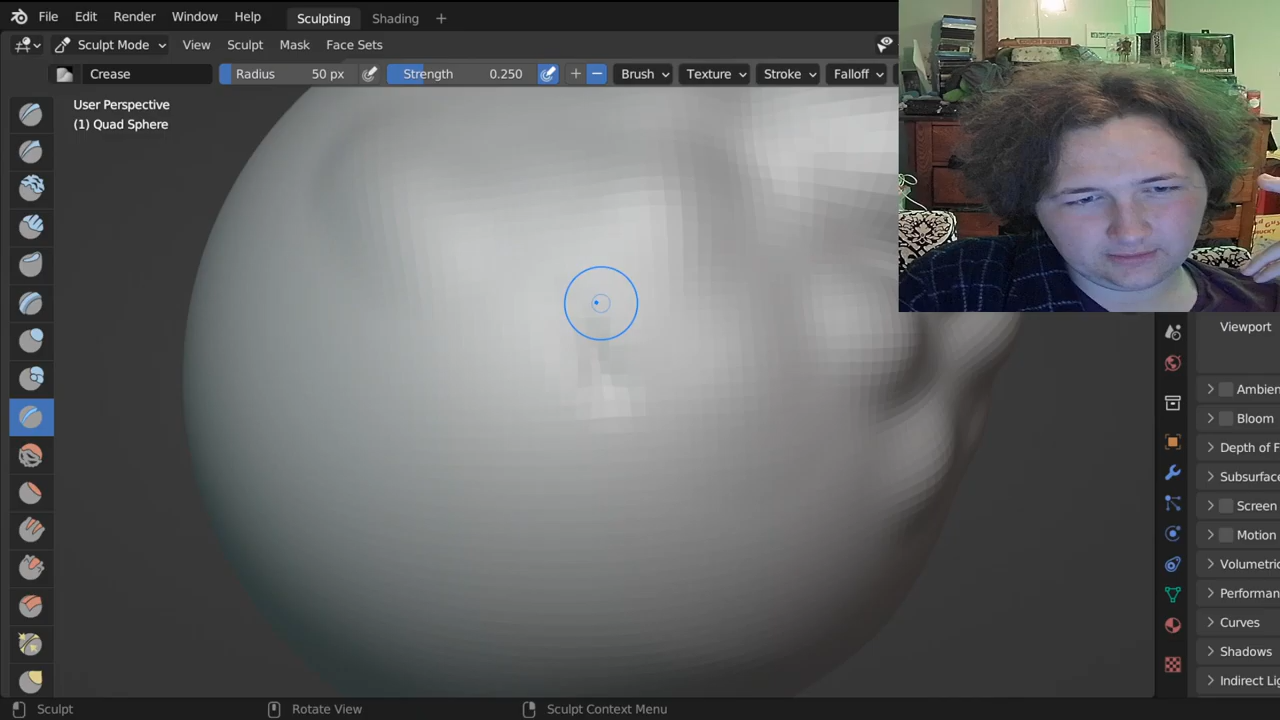 File Edit Render Window Help Sculpting Shading +
Sculpt Mode View Sculpt Mask Face Sets
Crease Radius 50 px Strength 0.250 Brush Texture Stroke Falloff
User Perspective
(1) Quad Sphere
Viewport
Ambien
Bloom
Depth of F
Subsurface
Screen
Motion
Volumetric
Performan
Curves
Shadows
Indirect Lig
Sculpt Rotate View Sculpt Context Menu